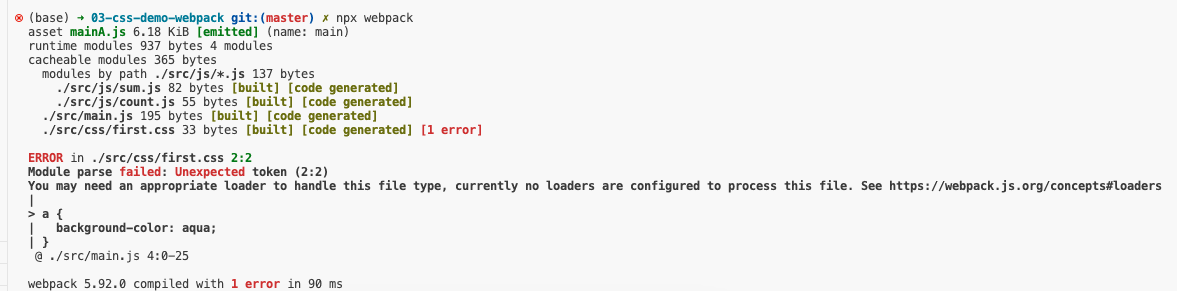 ⊗ (base) ➜ 03-css-demo-webpack git:(master) ✗ npx webpack
asset mainA.js 6.18 KiB [emitted] (name: main)
runtime modules 937 bytes 4 modules
cacheable modules 365 bytes
  modules by path ./src/js/*.js 137 bytes
    ./src/js/sum.js 82 bytes [built] [code generated]
    ./src/js/count.js 55 bytes [built] [code generated]
  ./src/main.js 195 bytes [built] [code generated]
  ./src/css/first.css 33 bytes [built] [code generated] [1 error]

ERROR in ./src/css/first.css 2:2
Module parse failed: Unexpected token (2:2)
You may need an appropriate loader to handle this file type, currently no loaders are configured to process this file. See https://webpack.js.org/concepts#loaders
|
> a {
|   background-color: aqua;
| }
 @ ./src/main.js 4:0-25

webpack 5.92.0 compiled with 1 error in 90 ms